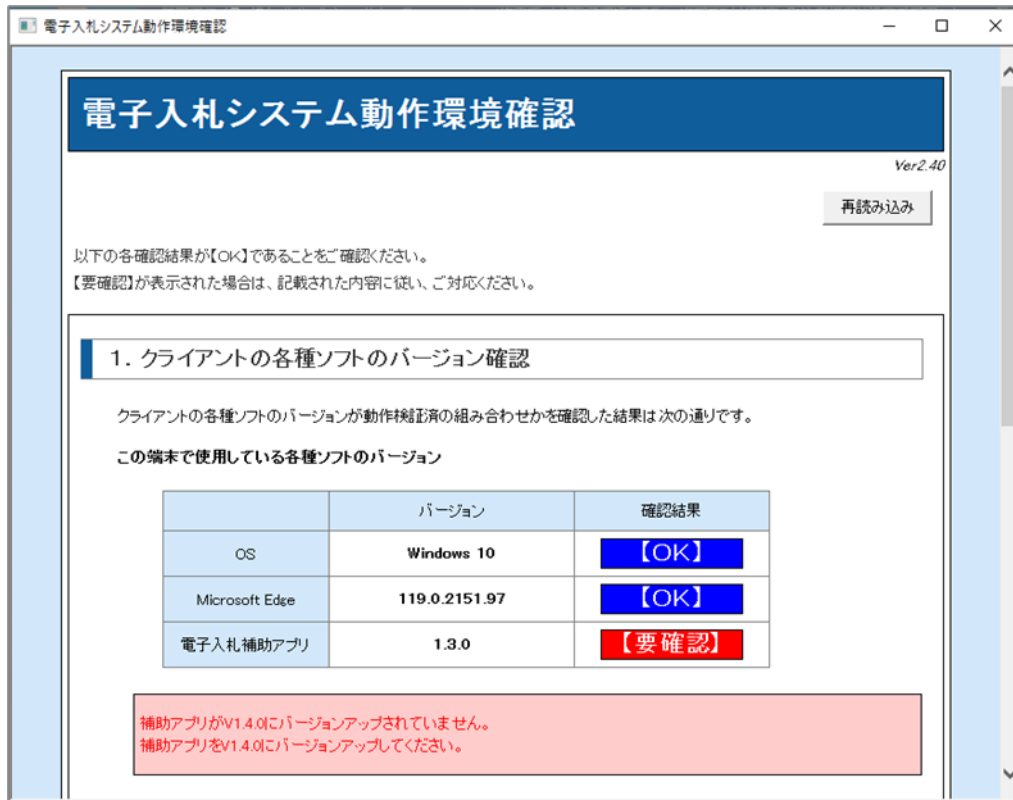 電子入札システム動作環境確認
電子入札システム動作環境確認
Ver2.40
再読み込み
以下の各確認結果が【OK】であることをご確認ください。
【要確認】が表示された場合は、記載された内容に従い、ご対応ください。
1. クライアントの各種ソフトのバージョン確認
クライアントの各種ソフトのバージョンが動作検証済の組み合わせかを確認した結果は次の通りです。
この端末で使用している各種ソフトのバージョン
バージョン 確認結果
OS Windows 10 【OK】
Microsoft Edge 119.0.2151.97 【OK】
電子入札補助アプリ 1.3.0 【要確認】
補助アプリがV1.4.0にバージョンアップされていません。
補助アプリをV1.4.0にバージョンアップしてください。